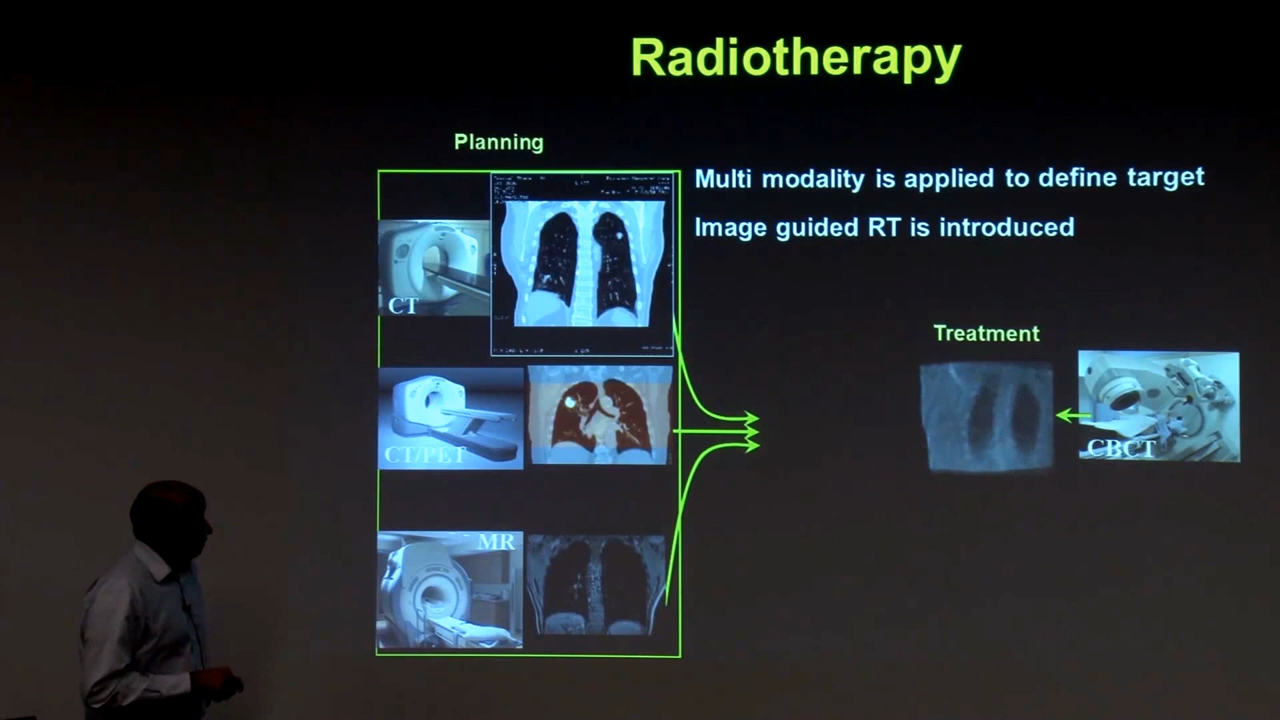 Radiotherapy
Planning
Multi modality is applied to define target
Image guided RT is introduced
CT
Treatment
CT/PET
CBCT
MR